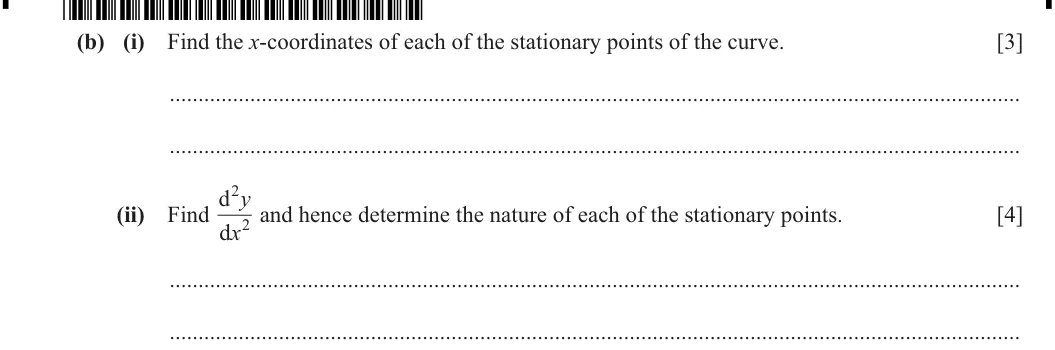 (b) (i) Find the x-coordinates of each of the stationary points of the curve. [3]
................................................................................
................................................................................
(ii) Find d²y/dx² and hence determine the nature of each of the stationary points. [4]
................................................................................
................................................................................